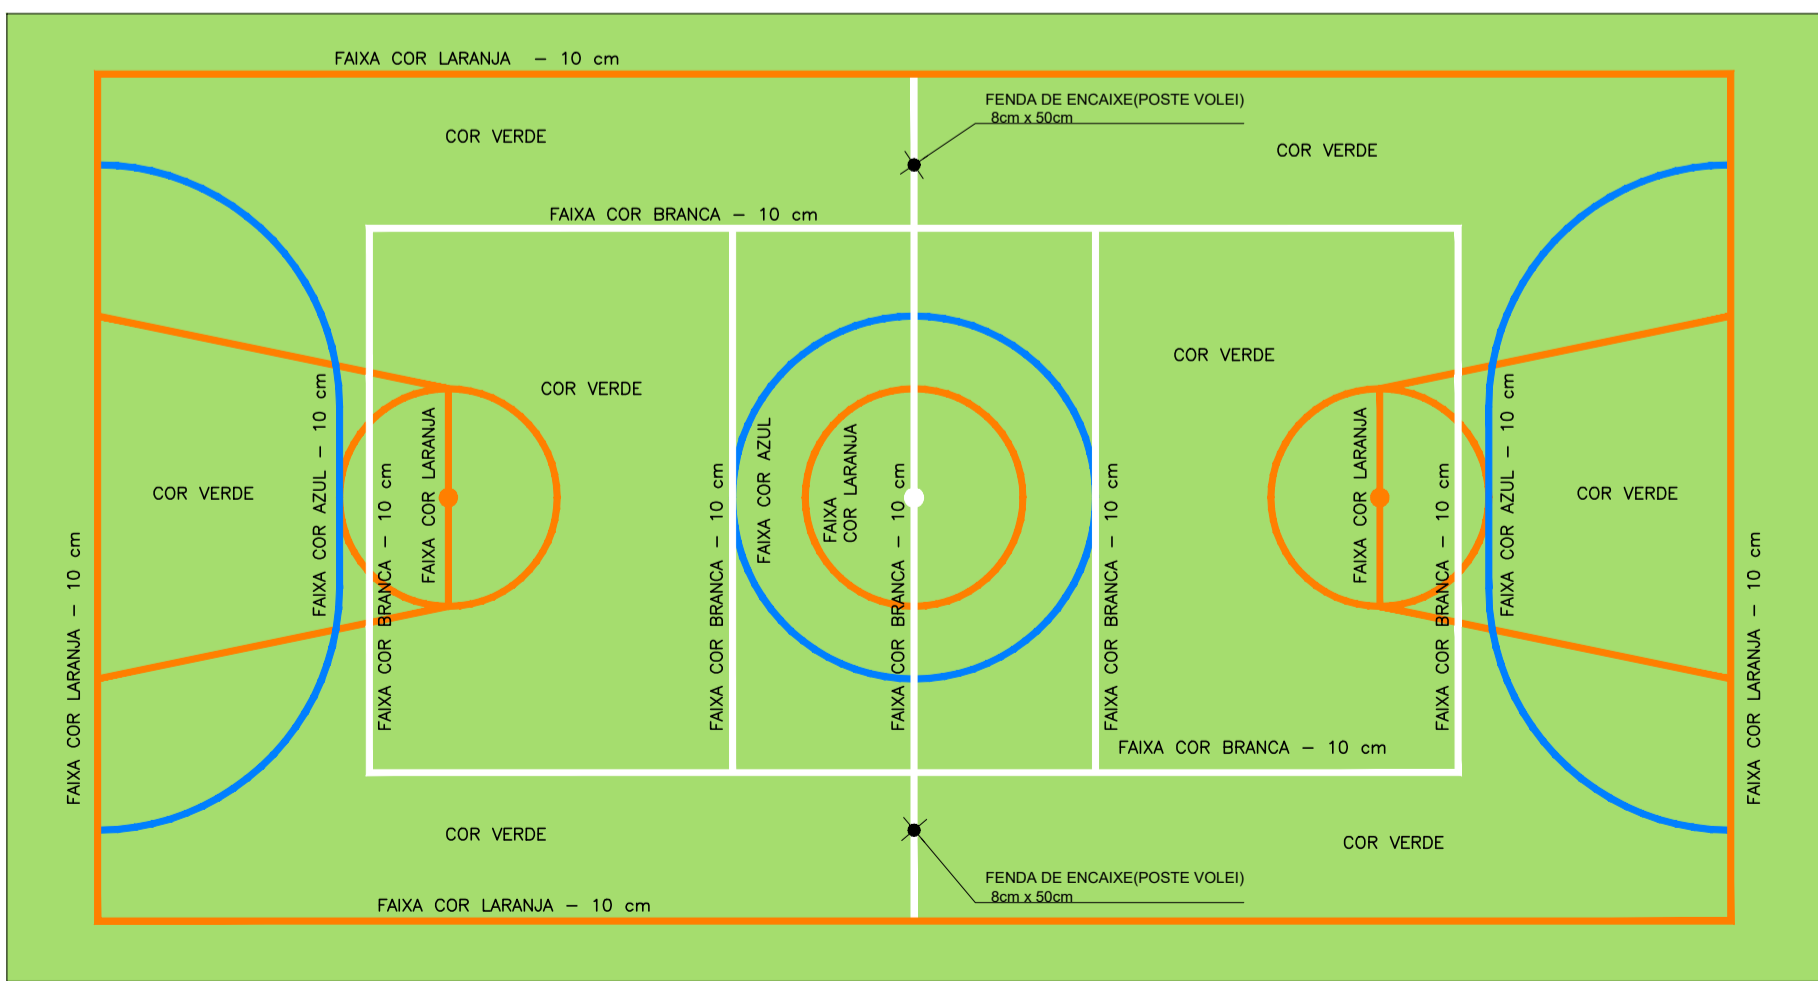 FAIXA COR LARANJA – 10 cm
FENDA DE ENCAIXE(POSTE VOLEI)
8cm x 50cm
COR VERDE
COR VERDE
FAIXA COR BRANCA – 10 cm
COR VERDE
COR VERDE
COR VERDE
COR VERDE
FAIXA COR LARANJA – 10 cm
FAIXA COR AZUL – 10 cm
FAIXA COR BRANCA – 10 cm
FAIXA COR LARANJA
FAIXA COR BRANCA – 10 cm
FAIXA COR AZUL
FAIXA
COR LARANJA
FAIXA COR BRANCA – 10 cm
FAIXA COR BRANCA – 10 cm
FAIXA COR LARANJA
FAIXA COR BRANCA – 10 cm
FAIXA COR AZUL – 10 cm
FAIXA COR LARANJA – 10 cm
FAIXA COR BRANCA – 10 cm
COR VERDE
COR VERDE
FENDA DE ENCAIXE(POSTE VOLEI)
8cm x 50cm
FAIXA COR LARANJA – 10 cm